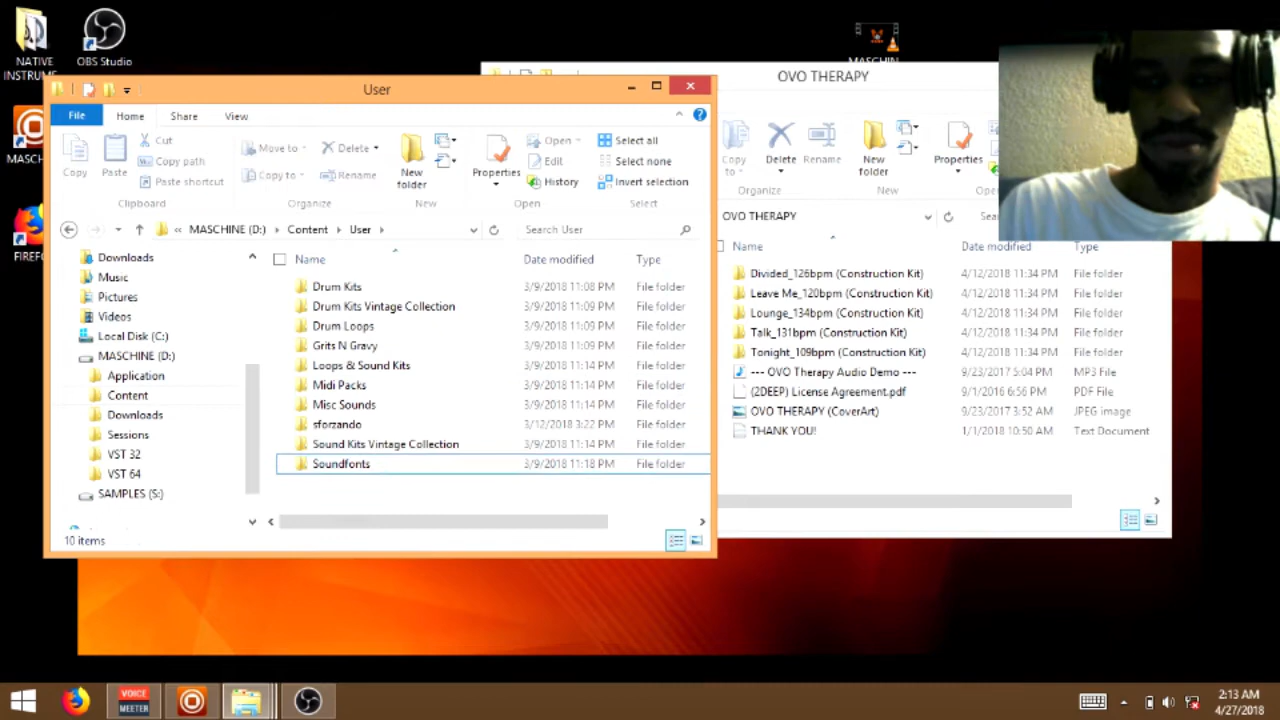 NATIVE
INSTRUME
OBS Studio
MASCHIN
MASCH
FIREFO
User
File
Home
Share
View
Copy
Paste
Cut
Copy path
Paste shortcut
Clipboard
Move to
Copy to
Delete
Rename
Organize
New
folder
New
Properties
Open
Edit
History
Open
Select all
Select none
Invert selection
Select
« MASCHINE (D:) Content User
Search User
Downloads
Music
Pictures
Videos
Local Disk (C:)
MASCHINE (D:)
Application
Content
Downloads
Sessions
VST 32
VST 64
SAMPLES (S:)
Name Date modified Type
Drum Kits 3/9/2018 11:08 PM File folder
Drum Kits Vintage Collection 3/9/2018 11:09 PM File folder
Drum Loops 3/9/2018 11:09 PM File folder
Grits N Gravy 3/9/2018 11:09 PM File folder
Loops & Sound Kits 3/9/2018 11:14 PM File folder
Midi Packs 3/9/2018 11:14 PM File folder
Misc Sounds 3/9/2018 11:14 PM File folder
sforzando 3/12/2018 3:22 PM File folder
Sound Kits Vintage Collection 3/9/2018 11:14 PM File folder
Soundfonts 3/9/2018 11:18 PM File folder
10 items
OVO THERAPY
Copy
to
Delete
Rename
Organize
New
folder
New
Properties
Open
OVO THERAPY
Sea
Name Date modified Type
Divided_126bpm (Construction Kit) 4/12/2018 11:34 PM File folder
Leave Me_120bpm (Construction Kit) 4/12/2018 11:34 PM File folder
Lounge_134bpm (Construction Kit) 4/12/2018 11:34 PM File folder
Talk_131bpm (Construction Kit) 4/12/2018 11:34 PM File folder
Tonight_109bpm (Construction Kit) 4/12/2018 11:34 PM File folder
--- OVO Therapy Audio Demo --- 9/23/2017 5:04 PM MP3 File
(2DEEP) License Agreement.pdf 9/1/2016 6:56 PM PDF File
OVO THERAPY (CoverArt) 9/23/2017 3:52 AM JPEG image
THANK YOU! 1/1/2018 10:50 AM Text Document
VOICE
MEETER
2:13 AM
4/27/2018